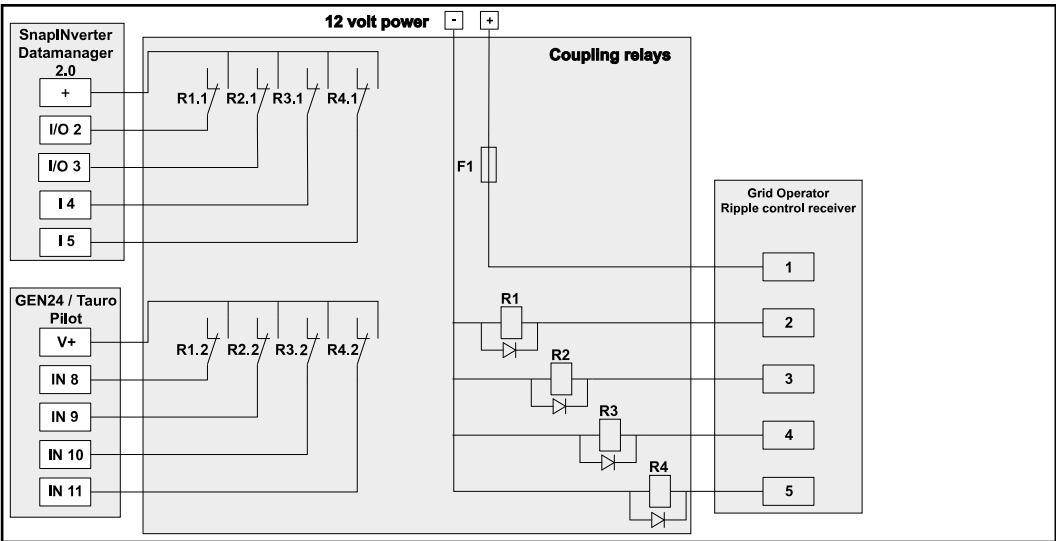 12 volt power - +
SnapINverter
Datamanager
2.0
+
I/O 2
I/O 3
I 4
I 5
R1.1 R2.1 R3.1 R4.1
Coupling relays
F1
Grid Operator
Ripple control receiver
1
2
3
4
5
GEN24 / Tauro
Pilot
V+
IN 8
IN 9
IN 10
IN 11
R1.2 R2.2 R3.2 R4.2
R1
R2
R3
R4